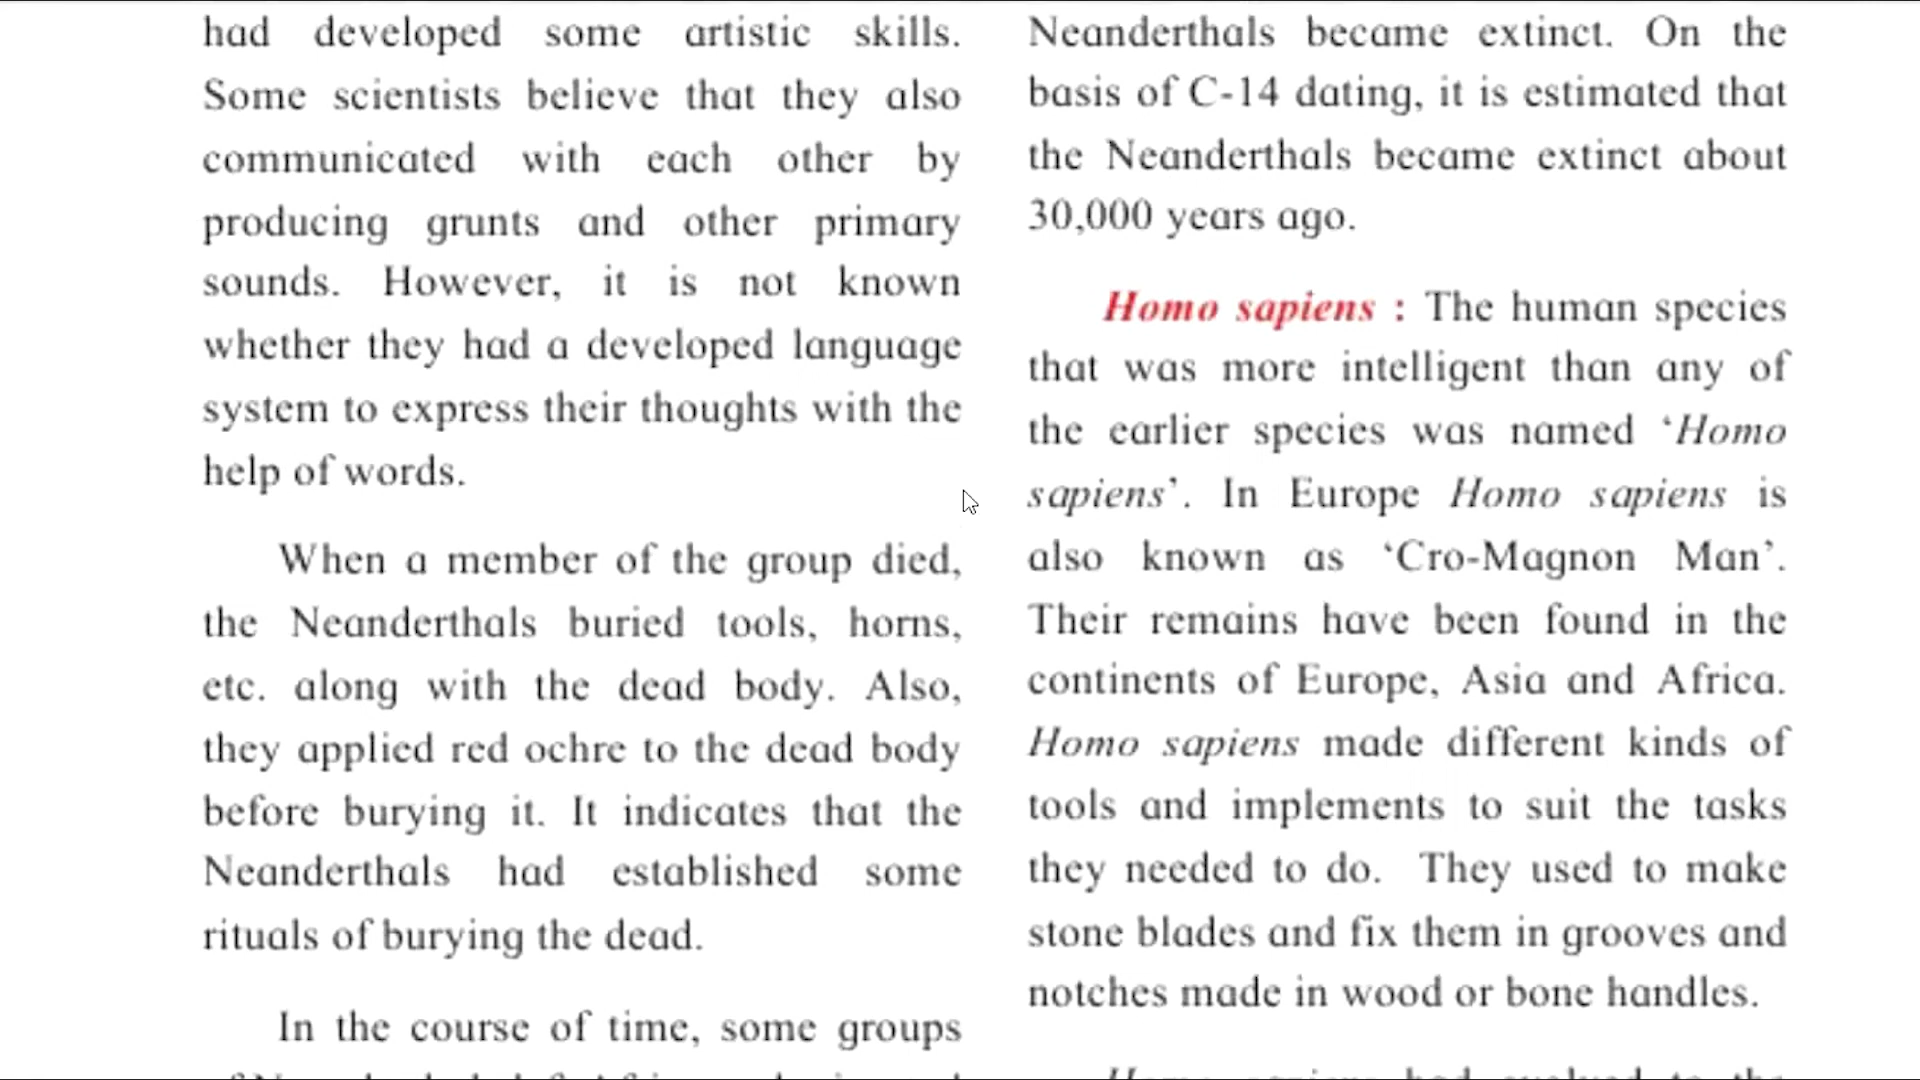 had developed some artistic skills.
Some scientists believe that they also
communicated with each other by
producing grunts and other primary
sounds. However, it is not known
whether they had a developed language
system to express their thoughts with the
help of words.
When a member of the group died,
the Neanderthals buried tools, horns,
etc. along with the dead body. Also,
they applied red ochre to the dead body
before burying it. It indicates that the
Neanderthals had established some
rituals of burying the dead.
In the course of time, some groups
Neanderthals became extinct. On the
basis of C-14 dating, it is estimated that
the Neanderthals became extinct about
30,000 years ago.
Homo sapiens : The human species
that was more intelligent than any of
the earlier species was named ‘Homo
sapiens’. In Europe Homo sapiens is
also known as ‘Cro-Magnon Man’.
Their remains have been found in the
continents of Europe, Asia and Africa.
Homo sapiens made different kinds of
tools and implements to suit the tasks
they needed to do. They used to make
stone blades and fix them in grooves and
notches made in wood or bone handles.